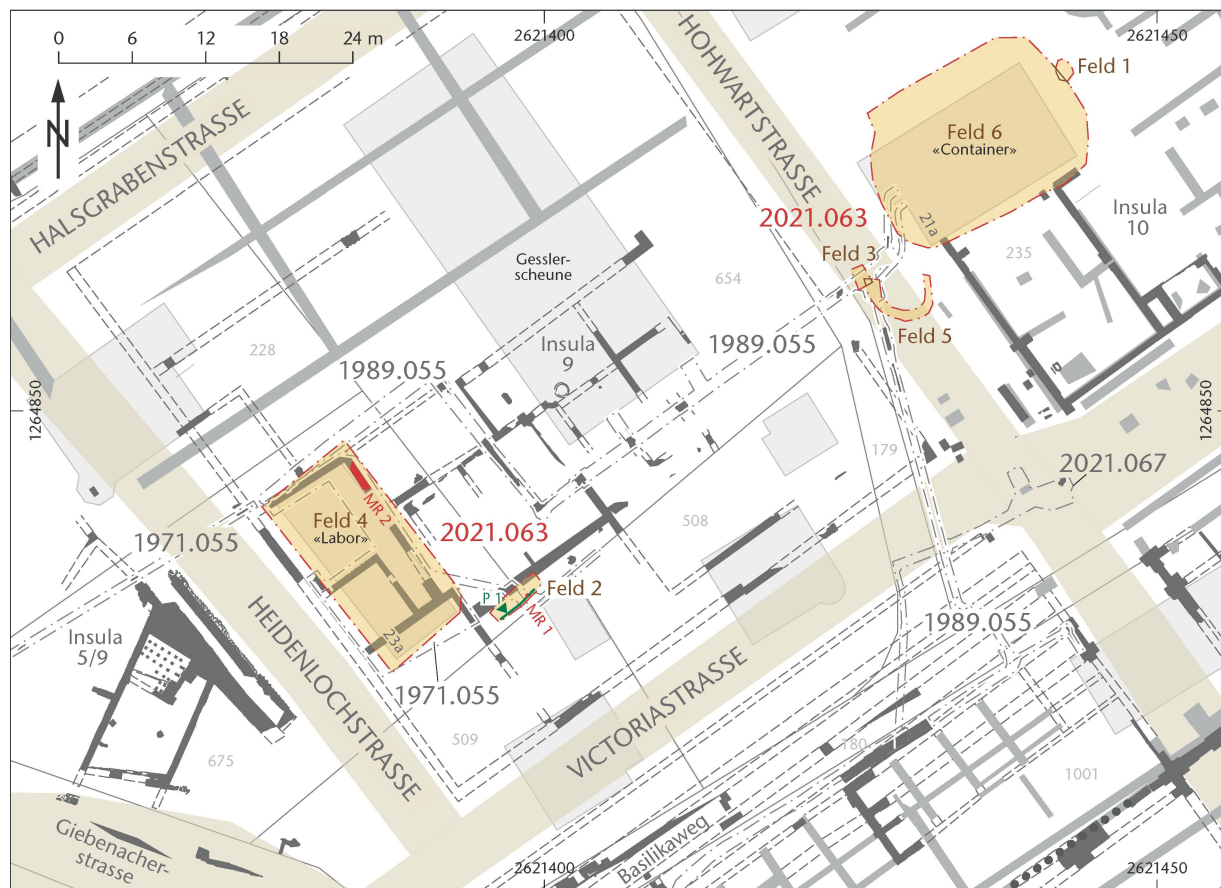 0 6 12 18 24 m
2621400
2621450
N
HALSGRABENSTRASSE
HOHWARTSTRASSE
Feld 1
Feld 6
«Container»
2021.063
21a
Insula
10
235
Feld 3
Gessler-
scheune
654
Feld 5
228
1989.055
Insula
9
1989.055
1264850
1264850
179
2021.067
Feld 4
«Labor»
MR 2
2021.063
508
1971.055
P 1
Feld 2
MR 1
23a
1971.055
Insula
5/9
HEIDENLOCHSTRASSE
VICTORIASTRASSE
1989.055
675
509
180
1001
Giebenacher-
strasse
Basilikaweg
2621400
2621450